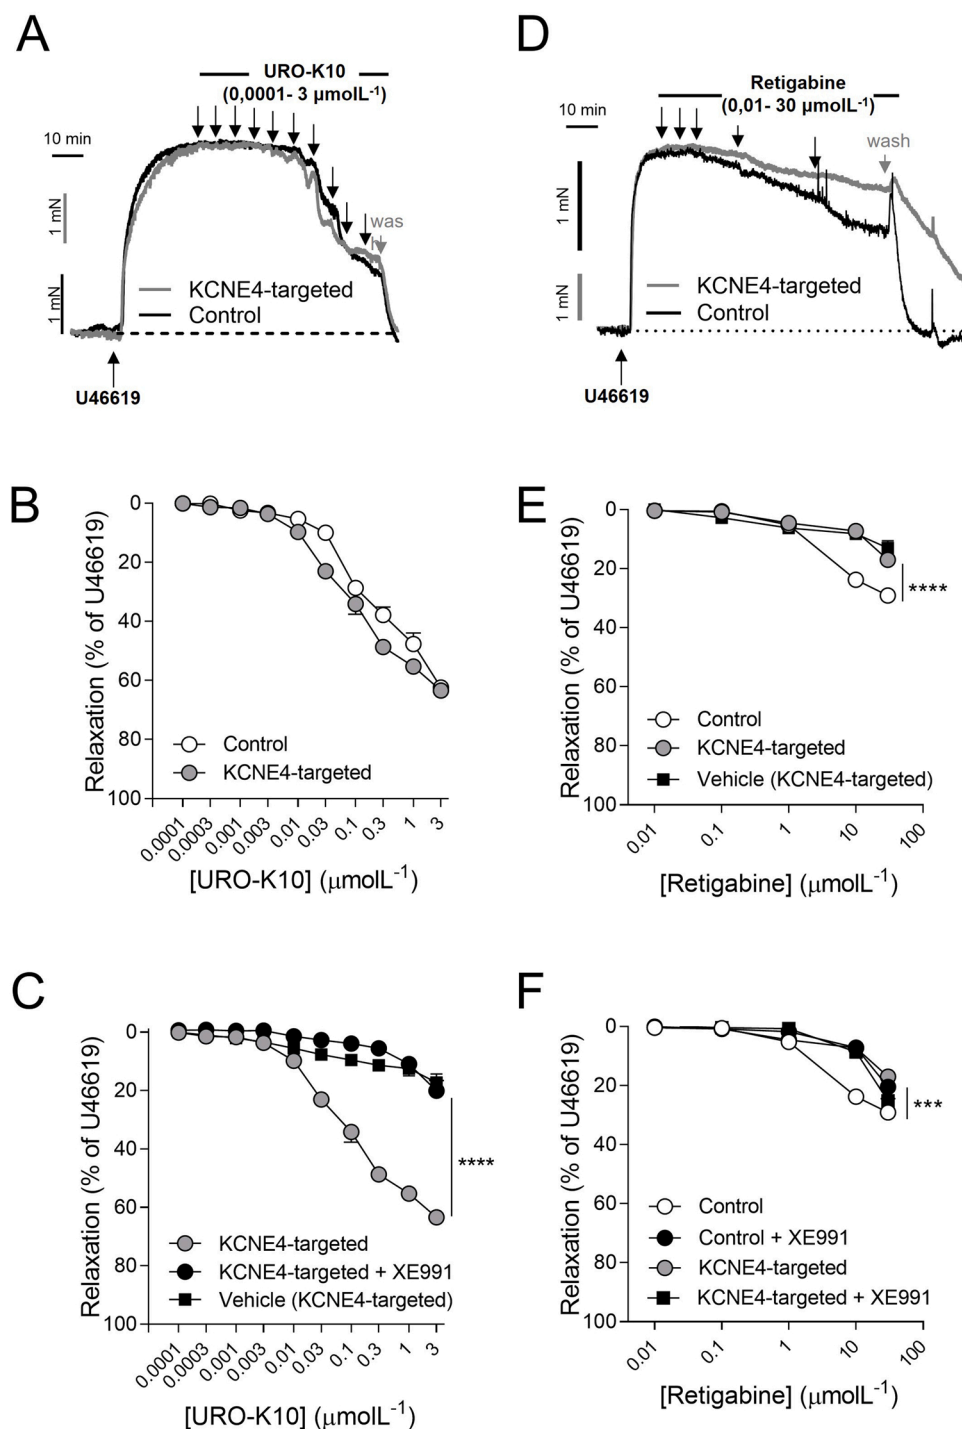 A
URO-K10
(0,0001- 3 µmolL-1)
10 min
1 mN
was
h
1 mN
KCNE4-targeted
Control
U46619
D
Retigabine
(0,01- 30 µmolL-1)
10 min
wash
1 mN
1 mN
KCNE4-targeted
Control
U46619
B
Relaxation (% of U46619)
0
20
40
60
80
100
Control
KCNE4-targeted
0.0001
0.0003
0.001
0.003
0.01
0.03
0.1
0.3
1
3
[URO-K10] (µmolL-1)
E
Relaxation (% of U46619)
0
20
40
60
80
100
****
Control
KCNE4-targeted
Vehicle (KCNE4-targeted)
0.01
0.1
1
10
100
[Retigabine] (µmolL-1)
C
Relaxation (% of U46619)
0
20
40
60
80
100
****
KCNE4-targeted
KCNE4-targeted + XE991
Vehicle (KCNE4-targeted)
0.0001
0.0003
0.001
0.003
0.01
0.03
0.1
0.3
1
3
[URO-K10] (µmolL-1)
F
Relaxation (% of U46619)
0
20
40
60
80
100
***
Control
Control + XE991
KCNE4-targeted
KCNE4-targeted + XE991
0.01
0.1
1
10
100
[Retigabine] (µmolL-1)